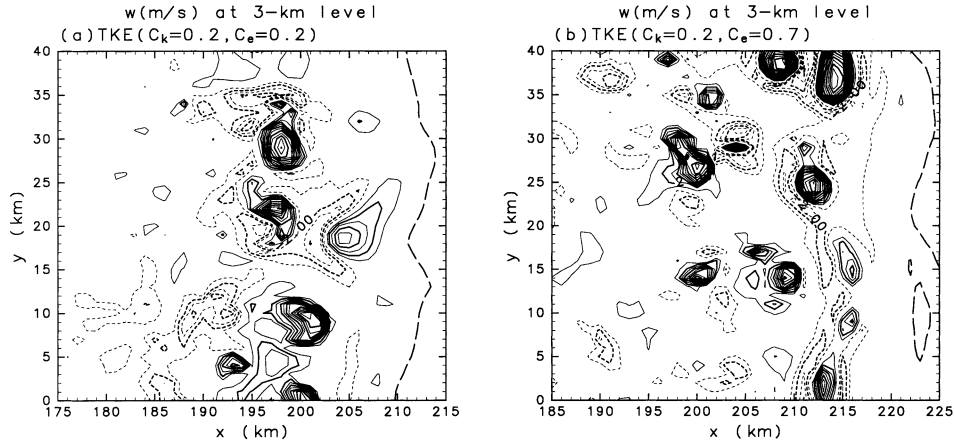 w(m/s) at 3-km level
(a)TKE(Ck=0.2,Ce=0.2)
40
35
30
25
20
15
10
5
0
y (km)
175 180 185 190 195 200 205 210 215
x (km)
w(m/s) at 3-km level
(b)TKE(Ck=0.2,Ce=0.7)
40
35
30
25
20
15
10
5
0
y (km)
185 190 195 200 205 210 215 220 225
x (km)